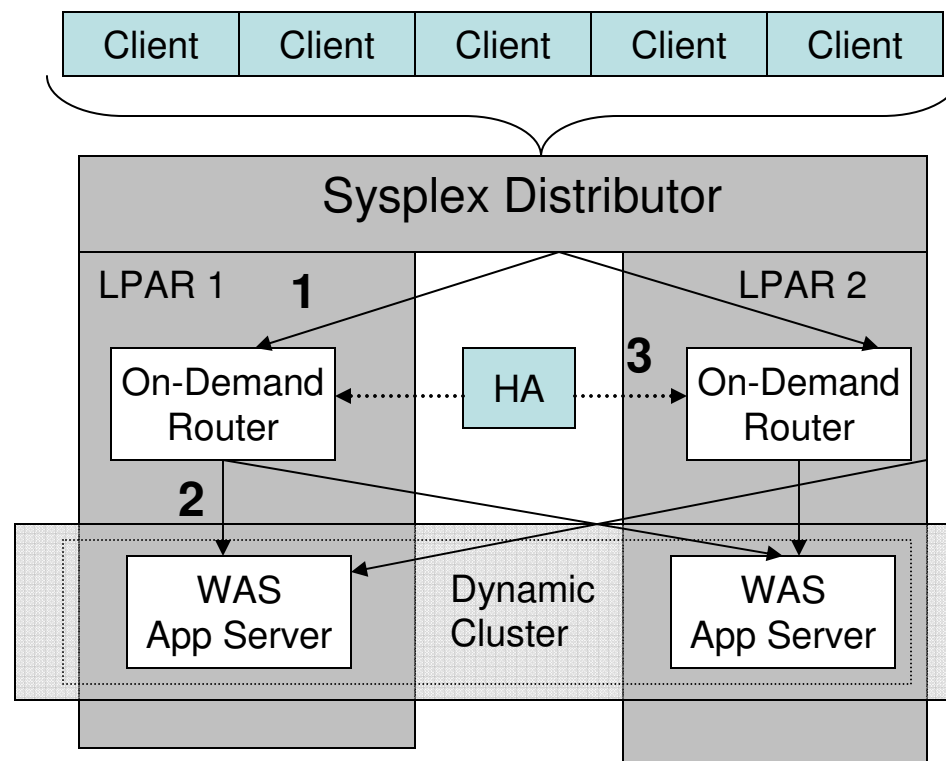 Client Client Client Client Client
Sysplex Distributor
LPAR 1
1
LPAR 2
On-Demand
Router
HA
3
On-Demand
Router
2
WAS
App Server
Dynamic
Cluster
WAS
App Server